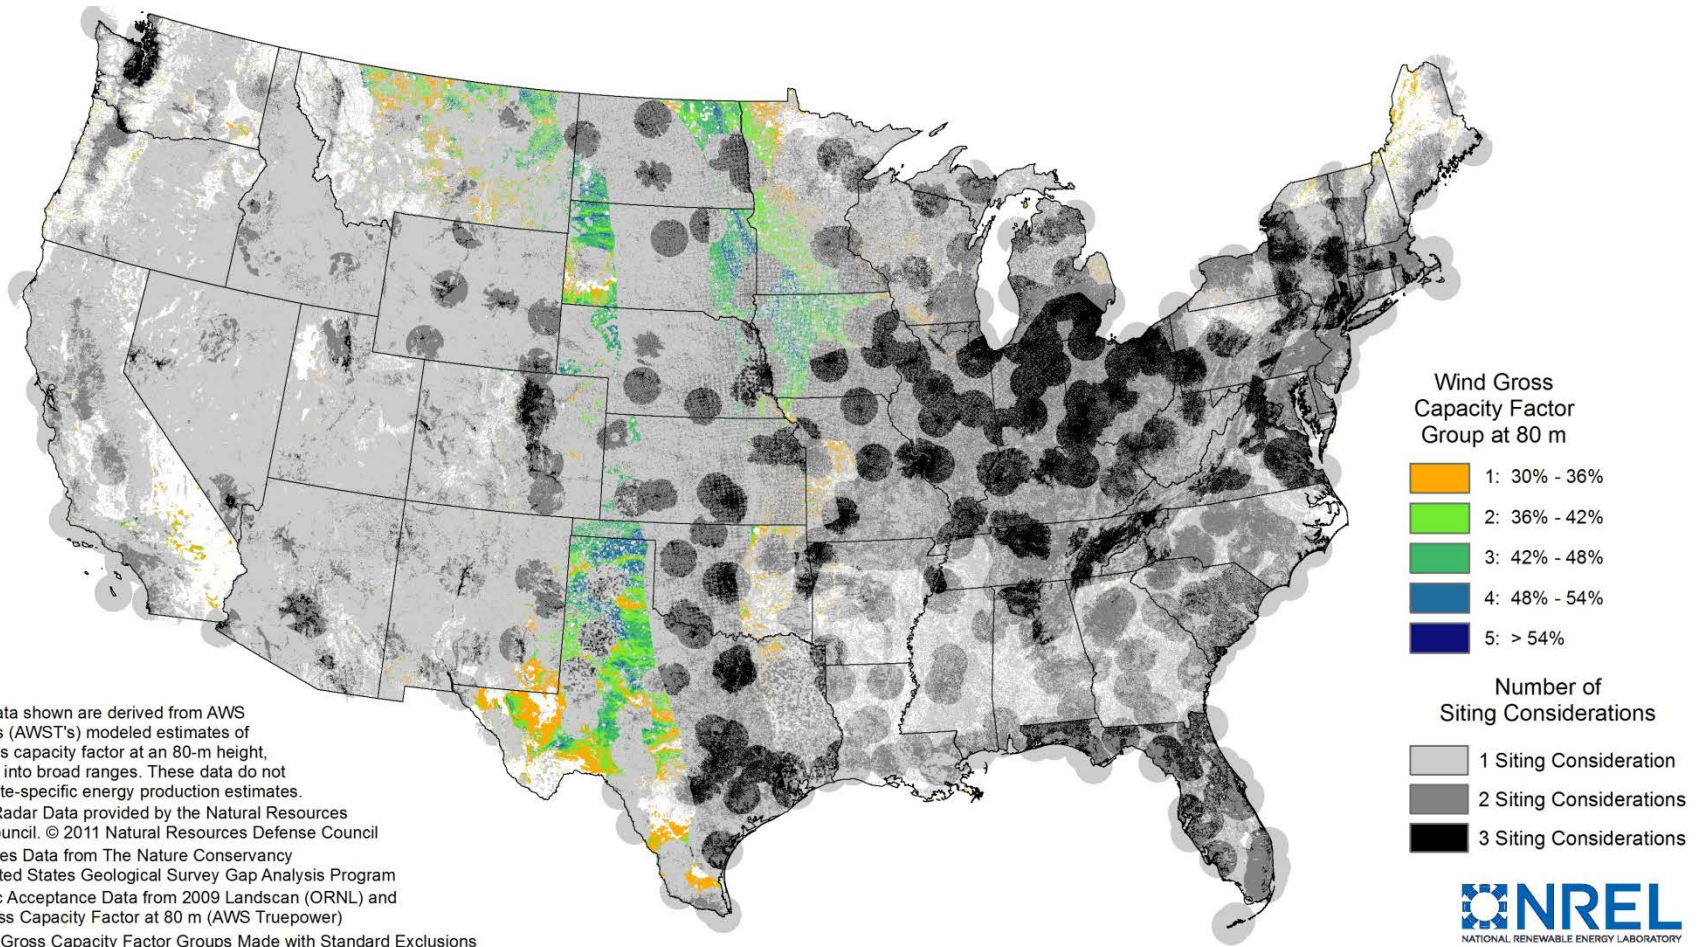 Wind Gross
Capacity Factor
Group at 80 m
1: 30% - 36%
2: 36% - 42%
3: 42% - 48%
4: 48% - 54%
5: > 54%
Number of
Siting Considerations
1 Siting Consideration
2 Siting Considerations
3 Siting Considerations
ata shown are derived from AWS
s (AWST's) modeled estimates of
s capacity factor at an 80-m height,
into broad ranges. These data do not
te-specific energy production estimates.
Radar Data provided by the Natural Resources
uncil. © 2011 Natural Resources Defense Council
es Data from The Nature Conservancy
ted States Geological Survey Gap Analysis Program
c Acceptance Data from 2009 Landscan (ORNL) and
ss Capacity Factor at 80 m (AWS Truepower)
Gross Capacity Factor Groups Made with Standard Exclusions
NREL
NATIONAL RENEWABLE ENERGY LABORATORY